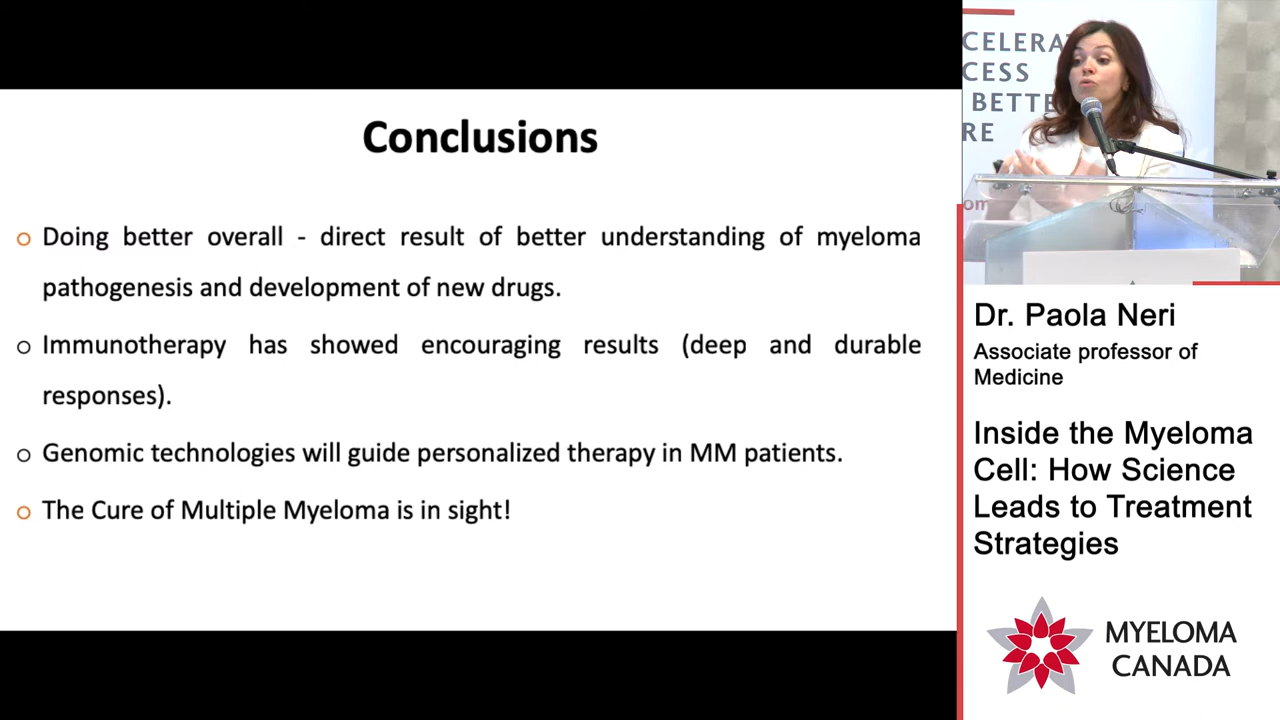 Conclusions
Doing better overall - direct result of better understanding of myeloma
pathogenesis and development of new drugs.
Immunotherapy has showed encouraging results (deep and durable
responses).
Genomic technologies will guide personalized therapy in MM patients.
The Cure of Multiple Myeloma is in sight!
CELERA
CESS
BETTE
RE
Dr. Paola Neri
Associate professor of
Medicine
Inside the Myeloma
Cell: How Science
Leads to Treatment
Strategies
MYELOMA
CANADA